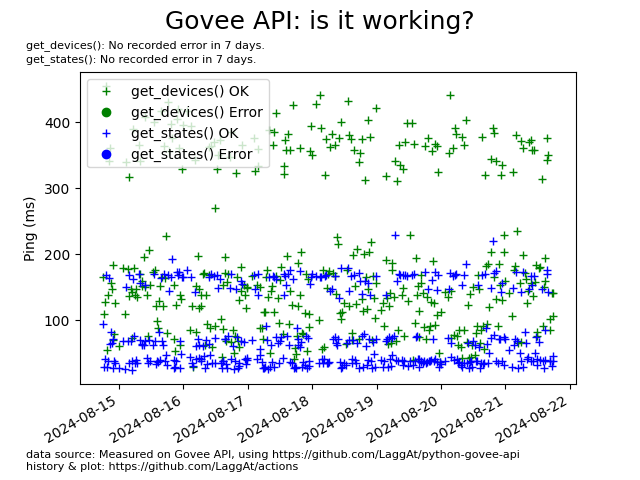 Govee API: is it working?
get_devices(): No recorded error in 7 days.
get_states(): No recorded error in 7 days.
get_devices() OK
get_devices() Error
get_states() OK
get_states() Error
Ping (ms)
400
300
200
100
2024-08-15
2024-08-16
2024-08-17
2024-08-18
2024-08-19
2024-08-20
2024-08-21
2024-08-22
data source: Measured on Govee API, using https://github.com/LaggAt/python-govee-api
history & plot: https://github.com/LaggAt/actions